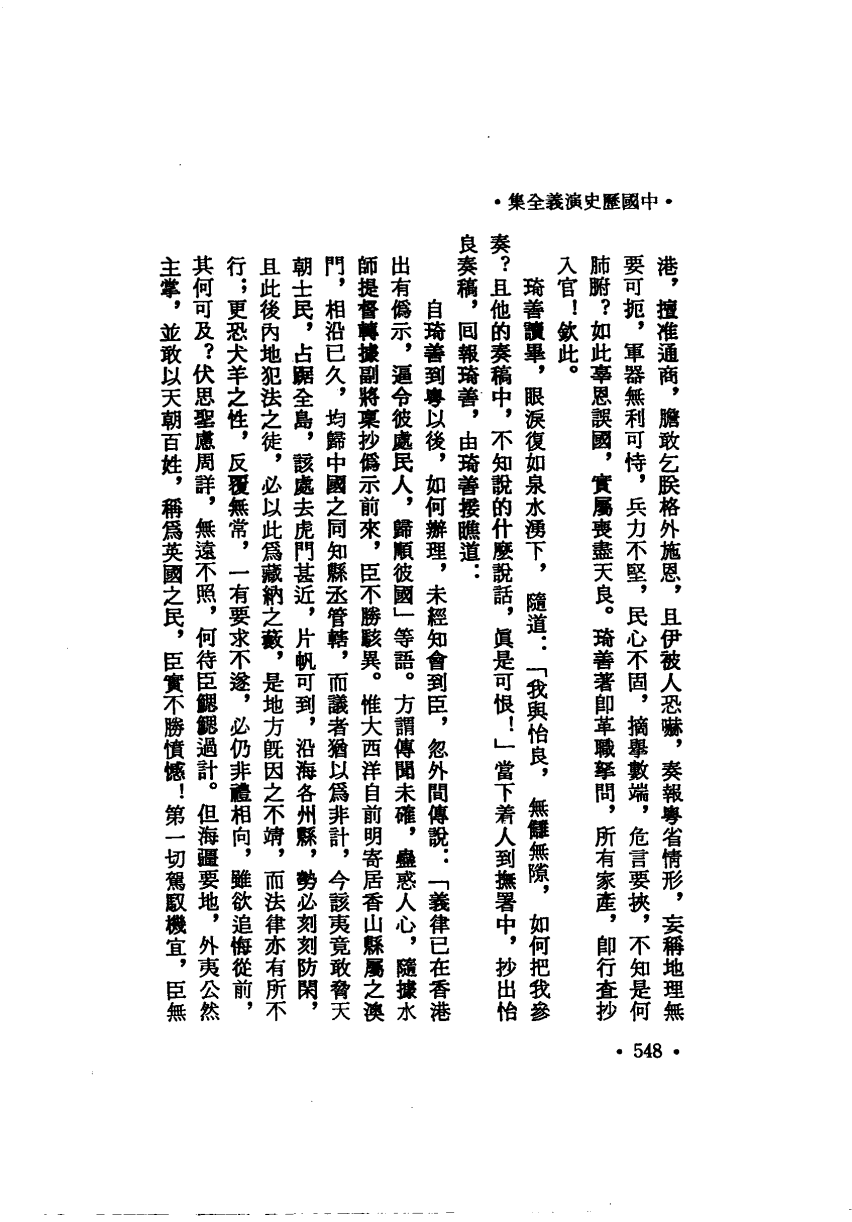 •中國歷史演義全集•
港，擅准通商，膽敢乞朕格外施恩，且伊被人恐嚇，奏報粵省情形，妄稱地理無
要可扼，軍器無利可恃，兵力不堅，民心不固，摘舉數端，危言要挾，不知是何
肺腑？如此辜恩誤國，實屬喪盡天良。琦善著卽革職拏問，所有家產，卽行查抄
入官！欽此。
琦善讀畢，眼淚復如泉水湧下，隨道：「我與怡良，無讎無隙，如何把我參
奏？且他的奏稿中，不知說的什麼說話，眞是可恨！」當下着人到撫署中，抄出怡
良奏稿，回報琦善，由琦善接瞧道：
自琦善到粵以後，如何辦理，未經知會到臣，忽外間傳說：「義律已在香港
出有僞示，逼令彼處民人，歸順彼國」等語。方謂傳聞未確，蠱惑人心，隨據水
師提督轉據副將稟抄僞示前來，臣不勝駭異。惟大西洋自前明寄居香山縣屬之澳
門，相沿已久，均歸中國之同知縣丞管轄，而議者猶以爲非計，今該夷竟敢脅天
朝士民，占踞全島，該處去虎門甚近，片帆可到，沿海各州縣，勢必刻刻防閑，
且此後內地犯法之徒，必以此爲藏納之藪，是地方旣因之不靖，而法律亦有所不
行；更恐犬羊之性，反覆無常，一有要求不遂，必仍非禮相向，雖欲追悔從前，
其何可及？伏思聖慮周詳，無遠不照，何待臣鰓鰓過計。但海疆要地，外夷公然
主掌，並敢以天朝百姓，稱爲英國之民，臣實不勝憤憾！第一切駕馭機宜，臣無
•548•